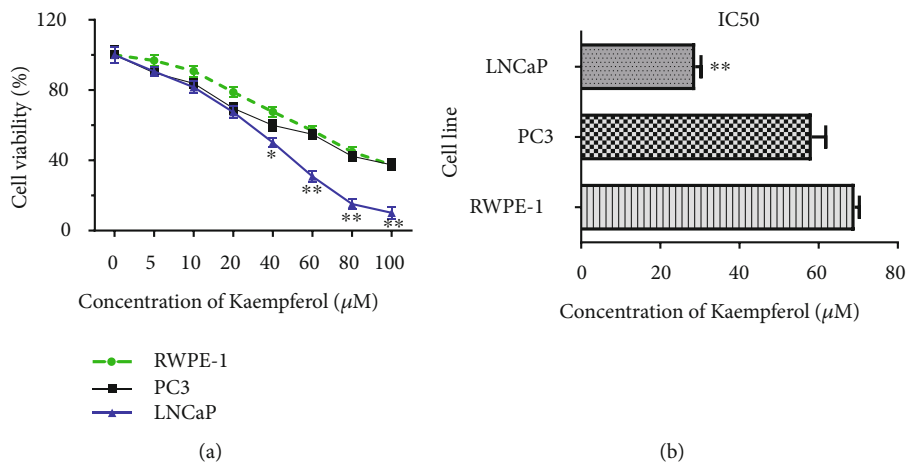 120
80
40
0
Cell viability (%)
*
**
**
**
0 5 10 20 40 60 80 100
Concentration of Kaempferol (μM)
RWPE-1
PC3
LNCaP
(a)
IC50
Cell line
LNCaP
**
PC3
RWPE-1
0 20 40 60 80
Concentration of Kaempferol (μM)
(b)